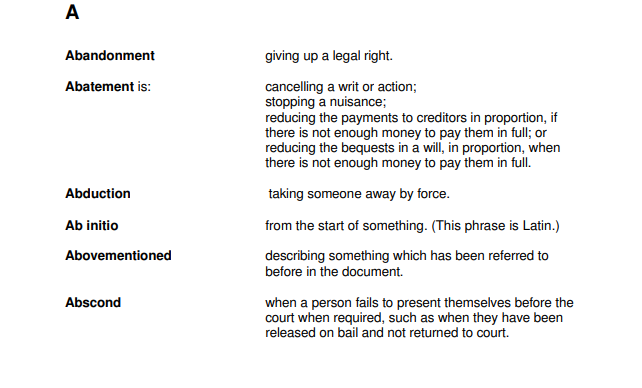 A
Abandonment giving up a legal right.
Abatement is: cancelling a writ or action;
stopping a nuisance;
reducing the payments to creditors in proportion, if
there is not enough money to pay them in full; or
reducing the bequests in a will, in proportion, when
there is not enough money to pay them in full.
Abduction taking someone away by force.
Ab initio from the start of something. (This phrase is Latin.)
Abovementioned describing something which has been referred to
before in the document.
Abscond when a person fails to present themselves before the
court when required, such as when they have been
released on bail and not returned to court.